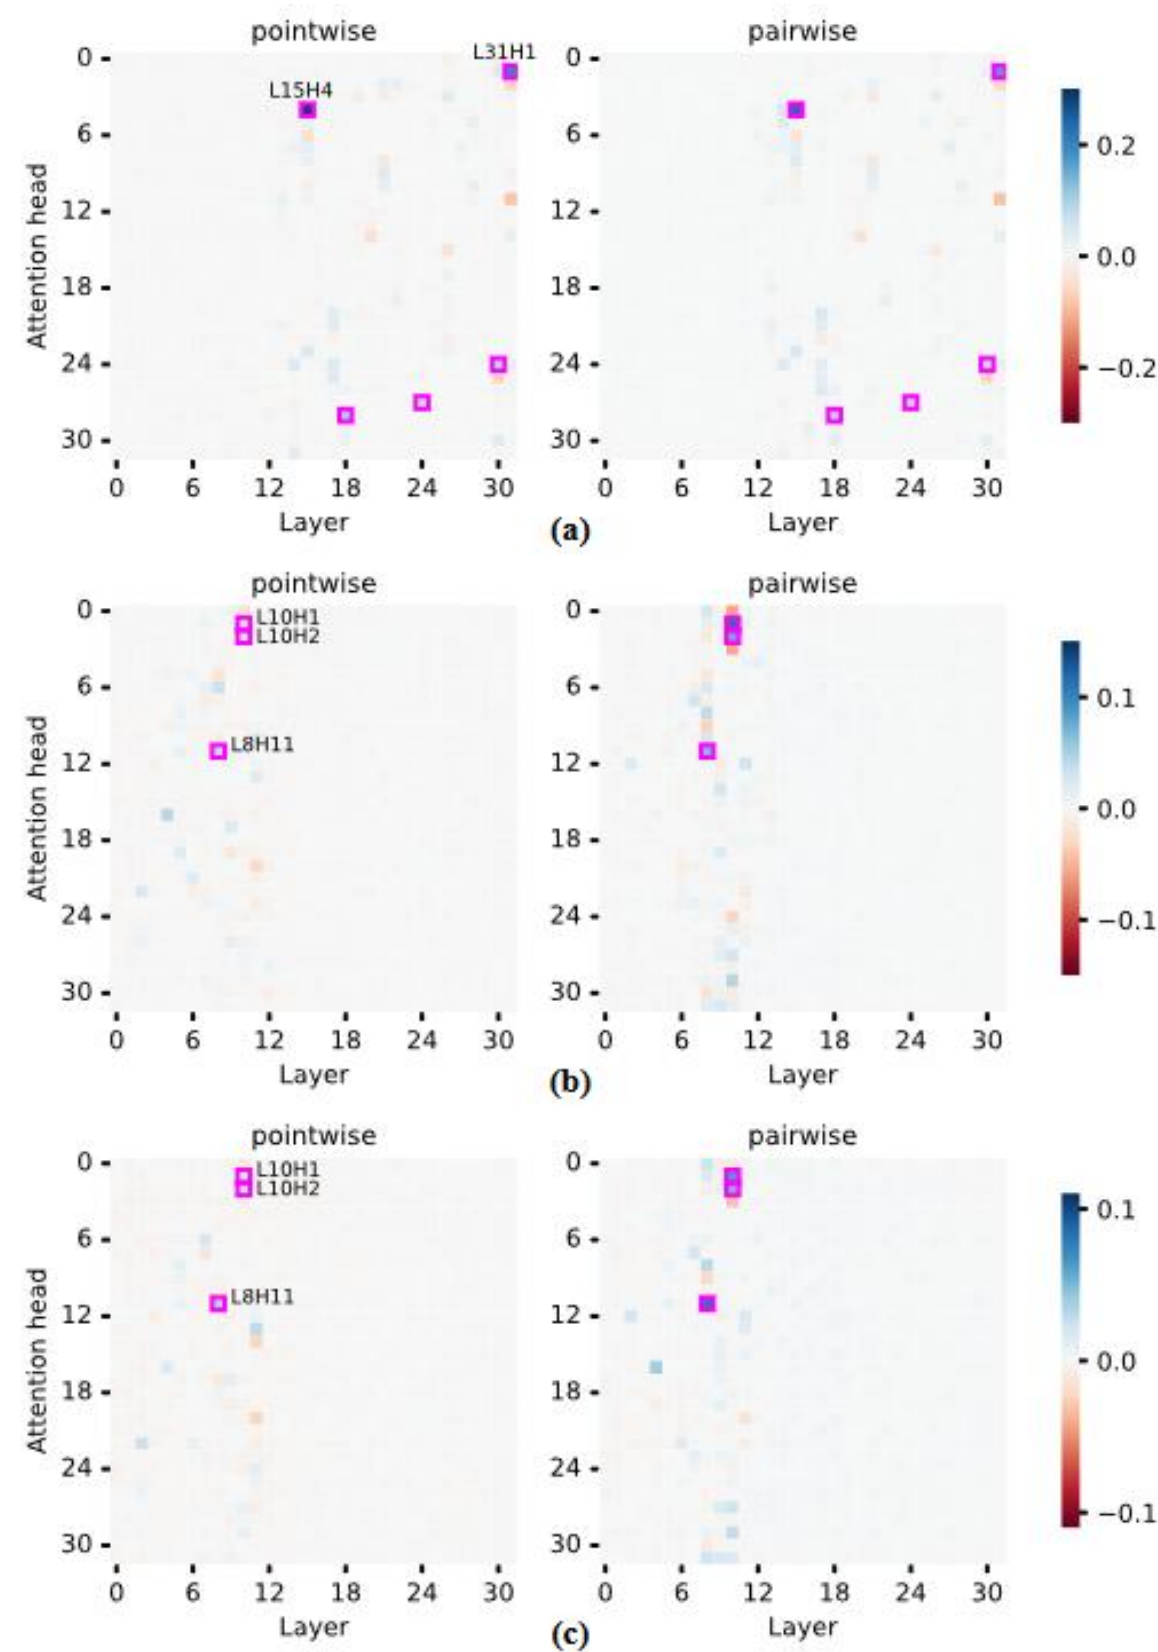 pointwise pairwise
L31H1
L15H4
Attention head
0 6 12 18 24 30
0 6 12 18 24 30
0.2
0.0
−0.2
0 6 12 18 24 30
0 6 12 18 24 30
Layer Layer
(a)
pointwise pairwise
L10H1
L10H2
L8H11
Attention head
0 6 12 18 24 30
0 6 12 18 24 30
0.1
0.0
−0.1
0 6 12 18 24 30
0 6 12 18 24 30
Layer Layer
(b)
pointwise pairwise
L10H1
L10H2
L8H11
Attention head
0 6 12 18 24 30
0 6 12 18 24 30
0.1
0.0
−0.1
0 6 12 18 24 30
0 6 12 18 24 30
Layer Layer
(c)